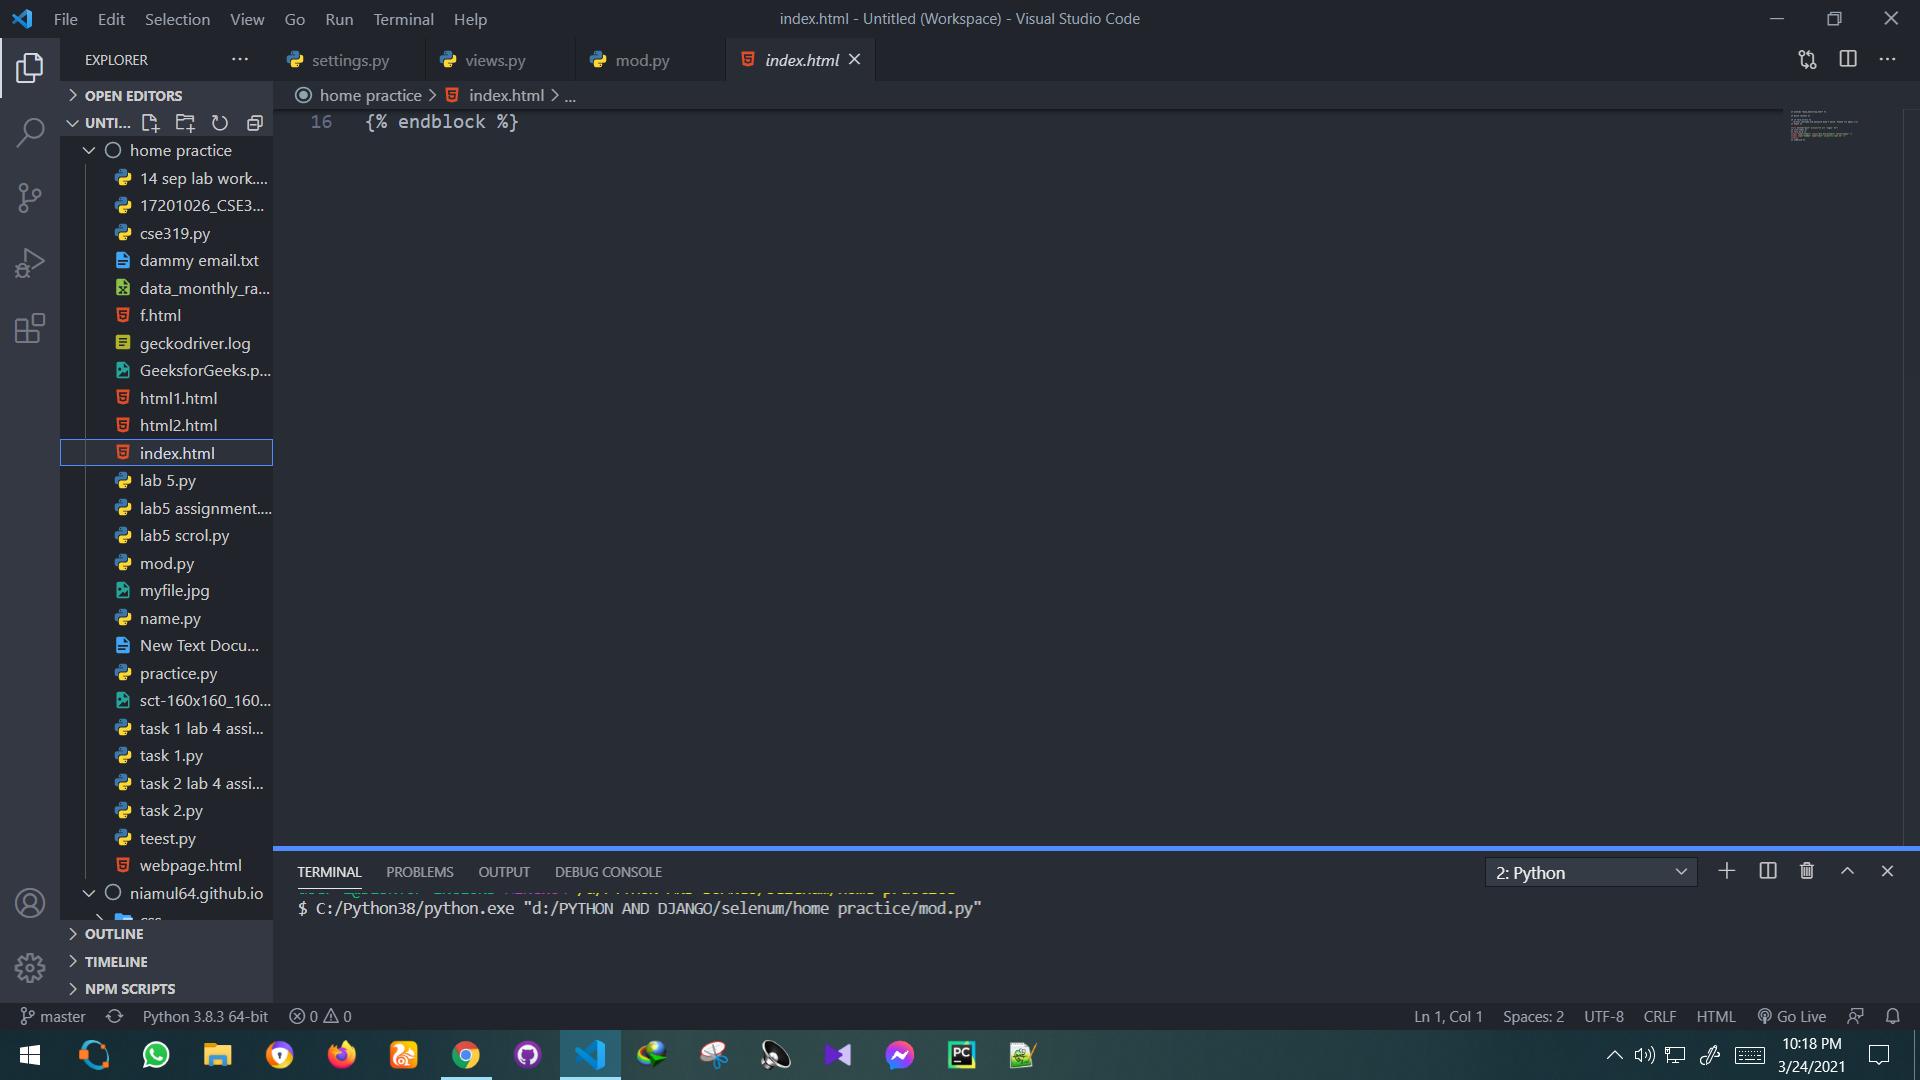 File Edit Selection View Go Run Terminal Help
index.html - Untitled (Workspace) - Visual Studio Code
EXPLORER
settings.py
views.py
mod.py
index.html
OPEN EDITORS
home practice > index.html > ...
UNTI...
16 {% endblock %}
home practice
14 sep lab work....
17201026_CSE3...
cse319.py
dammy email.txt
data_monthly_ra...
f.html
geckodriver.log
GeeksforGeeks.p...
html1.html
html2.html
index.html
lab 5.py
lab5 assignment....
lab5 scrol.py
mod.py
myfile.jpg
name.py
New Text Docu...
practice.py
sct-160x160_160...
task 1 lab 4 assi...
task 1.py
task 2 lab 4 assi...
task 2.py
teest.py
webpage.html
niamul64.github.io
OUTLINE
TIMELINE
NPM SCRIPTS
TERMINAL PROBLEMS OUTPUT DEBUG CONSOLE
2: Python
$ C:/Python38/python.exe "d:/PYTHON AND DJANGO/selenum/home practice/mod.py"
master
Python 3.8.3 64-bit
0 0
Ln 1, Col 1
Spaces: 2
UTF-8
CRLF
HTML
Go Live
10:18 PM
3/24/2021